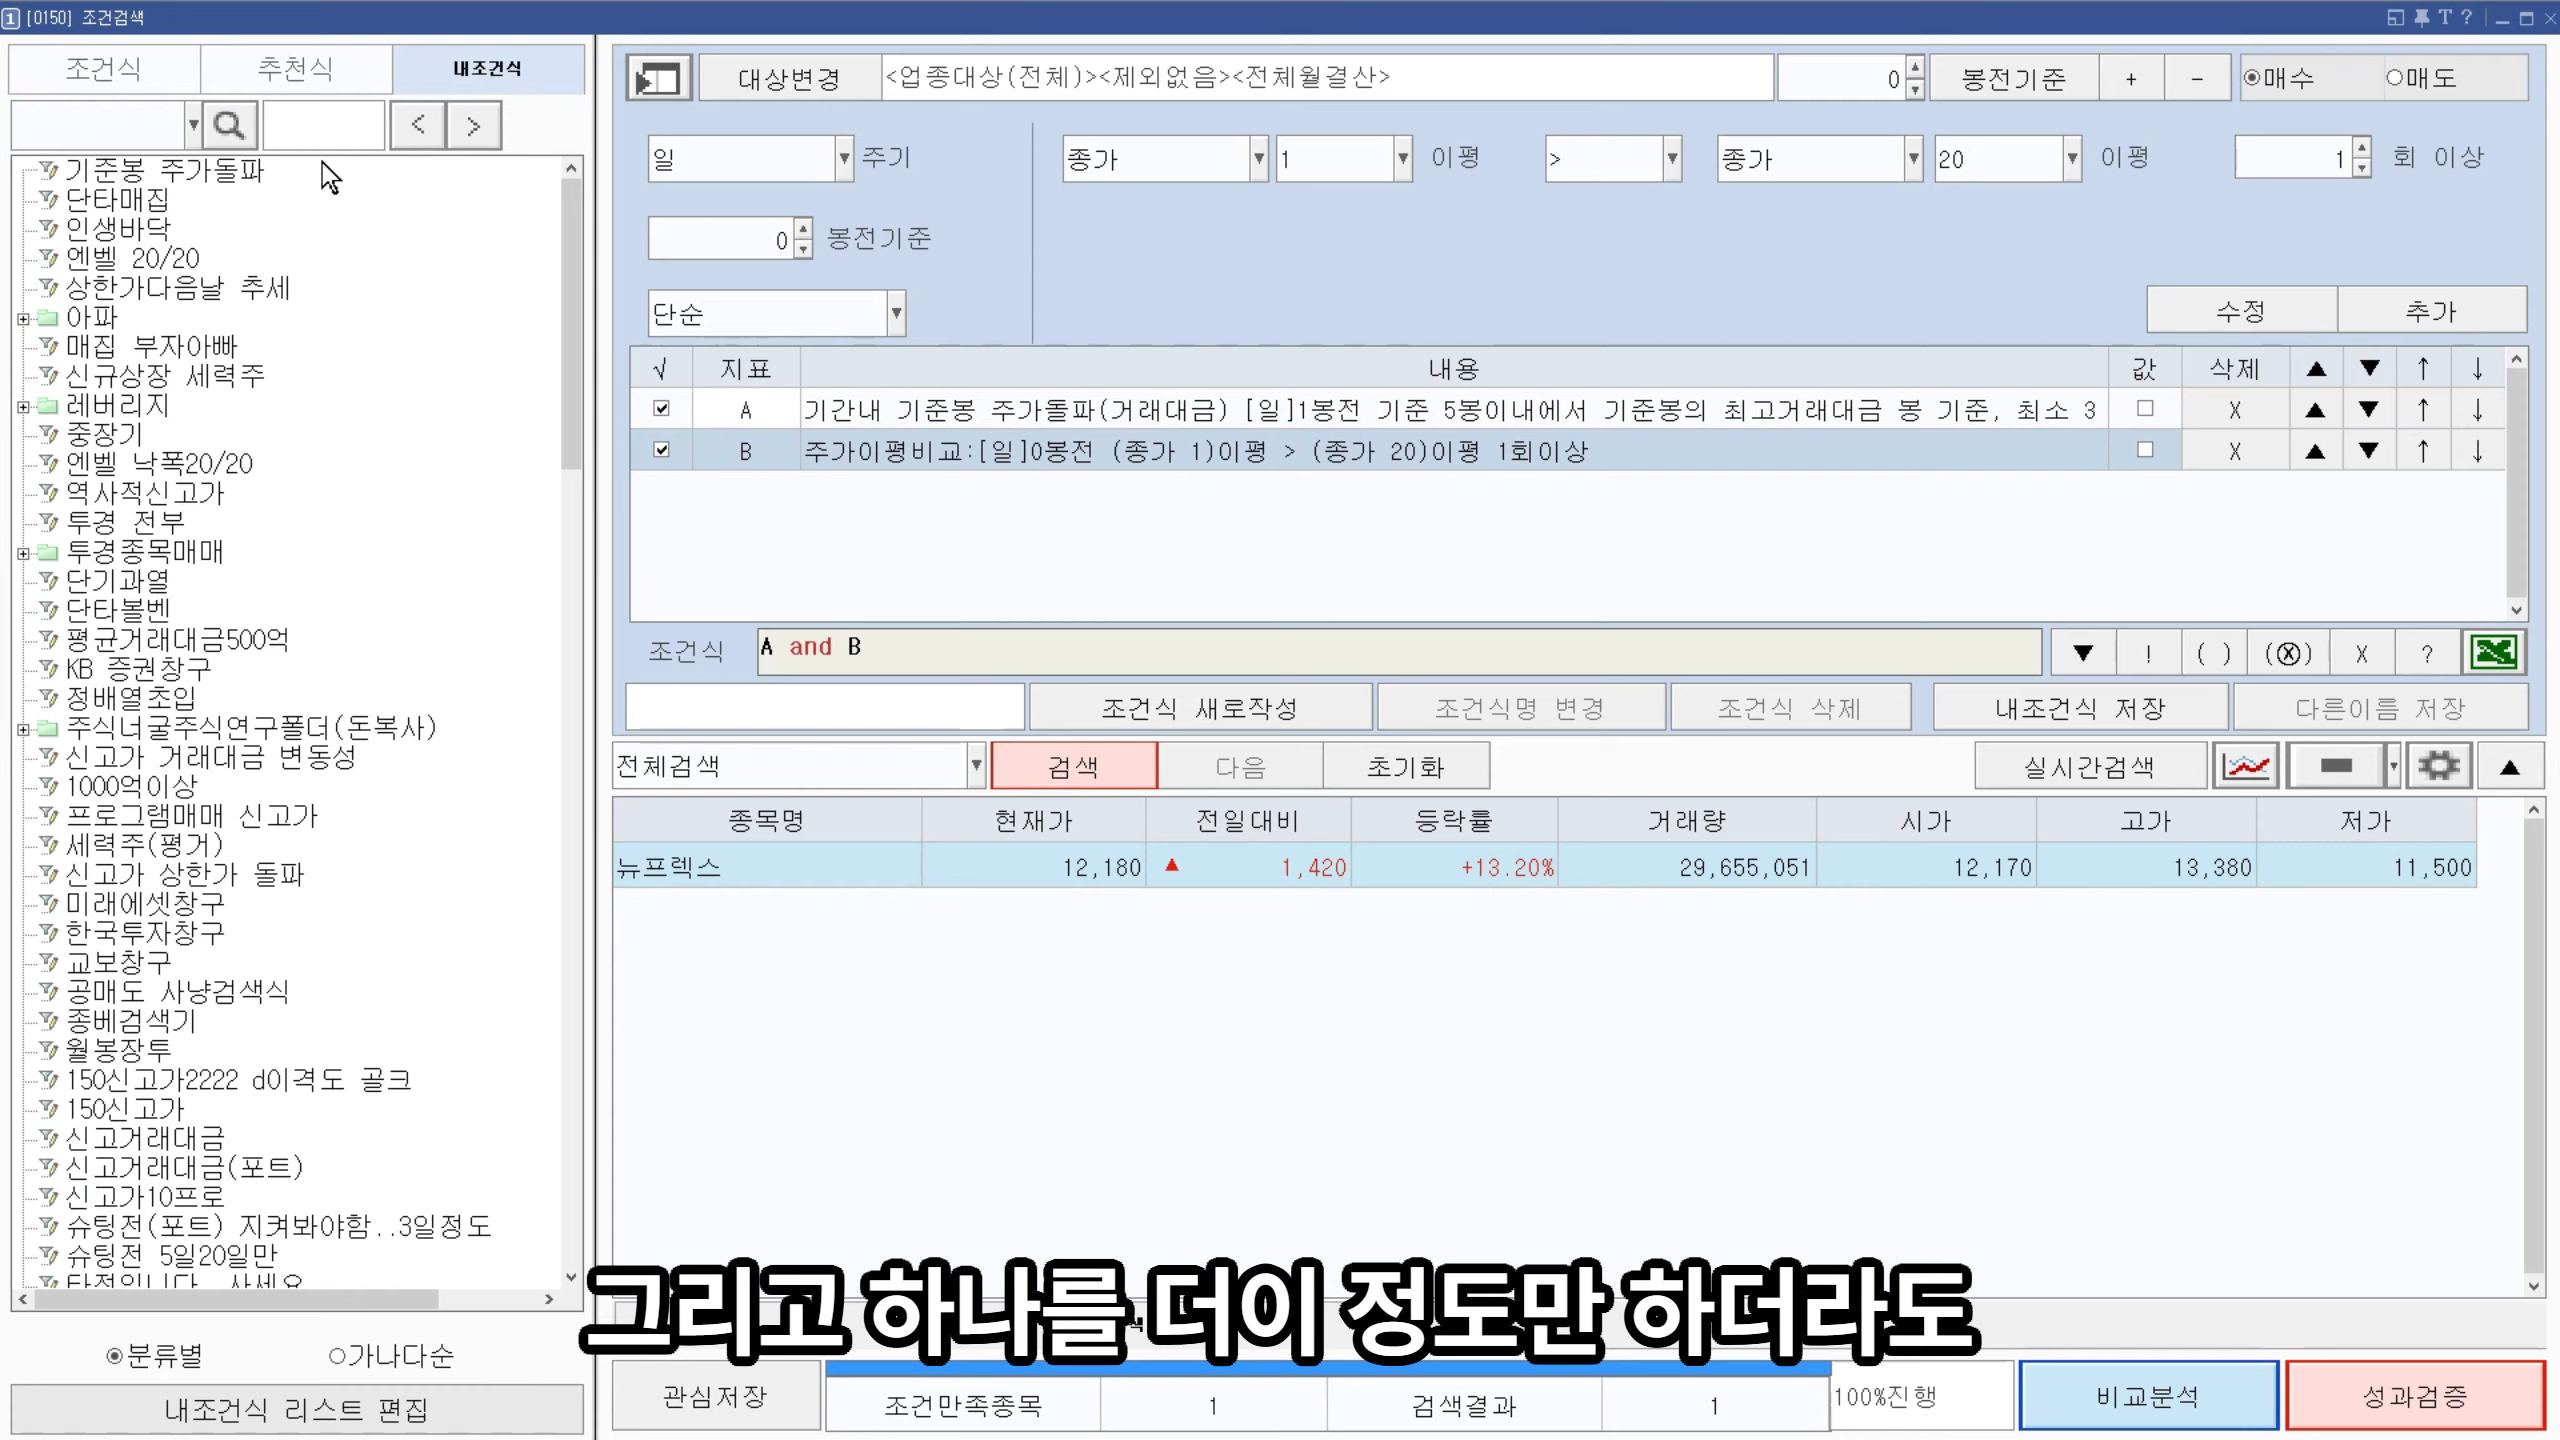 1 [0150] 조건검색
조건식 추천식 내조건식
< >
기준봉 주가돌파
단타매집
인생바닥
엔벨 20/20
상한가다음날 추세
아파
매집 부자아빠
신규상장 세력주
레버리지
중장기
엔벨 낙폭20/20
역사적신고가
투경 전부
투경종목매매
단기과열
단타볼벤
평균거래대금500억
KB 증권창구
정배열초입
주식너굴주식연구폴더(돈복사)
신고가 거래대금 변동성
1000억이상
프로그램매매 신고가
세력주(평거)
신고가 상한가 돌파
미래에셋창구
한국투자창구
교보창구
공매도 사냥검색식
종베검색기
월봉장투
150신고가2222 d이격도 골크
150신고가
신고거래대금
신고거래대금(포트)
신고가10프로
슈팅전(포트) 지켜봐야함..3일정도
슈팅전 5일20일만
분류별 가나다순
내조건식 리스트 편집
대상변경 <업종대상(전체)><제외없음><전체월결산> 0 봉전기준 + - 매수 매도
일 주기 종가 1 이평 > 종가 20 이평 1 회 이상
0 봉전기준
단순
수정 추가
√ 지표 내용 값 삭제 ▲ ▼ ↑ ↓
A 기간내 기준봉 주가돌파(거래대금) [일]1봉전 기준 5봉이내에서 기준봉의 최고거래대금 봉 기준, 최소 3 X ▲ ▼ ↑ ↓
B 주가이평비교:[일]0봉전 (종가 1)이평 > (종가 20)이평 1회이상 X ▲ ▼ ↑ ↓
조건식 A and B ▼ ! ( ) (ⓧ) X ?
조건식 새로작성 조건식명 변경 조건식 삭제 내조건식 저장 다른이름 저장
전체검색 검색 다음 초기화 실시간검색 ▲
종목명 현재가 전일대비 등락률 거래량 시가 고가 저가
뉴프렉스 12,180 ▲ 1,420 +13.20% 29,655,051 12,170 13,380 11,500
그리고 하나를 더이 정도만 하더라도
관심저장 조건만족종목 1 검색결과 1 100%진행 비교분석 성과검증